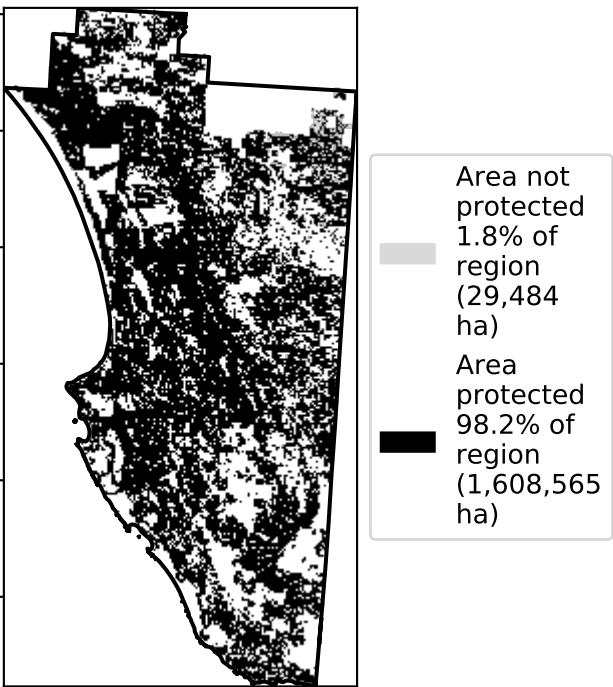 Area not
protected
1.8% of
region
(29,484
ha)
Area
protected
98.2% of
region
(1,608,565
ha)